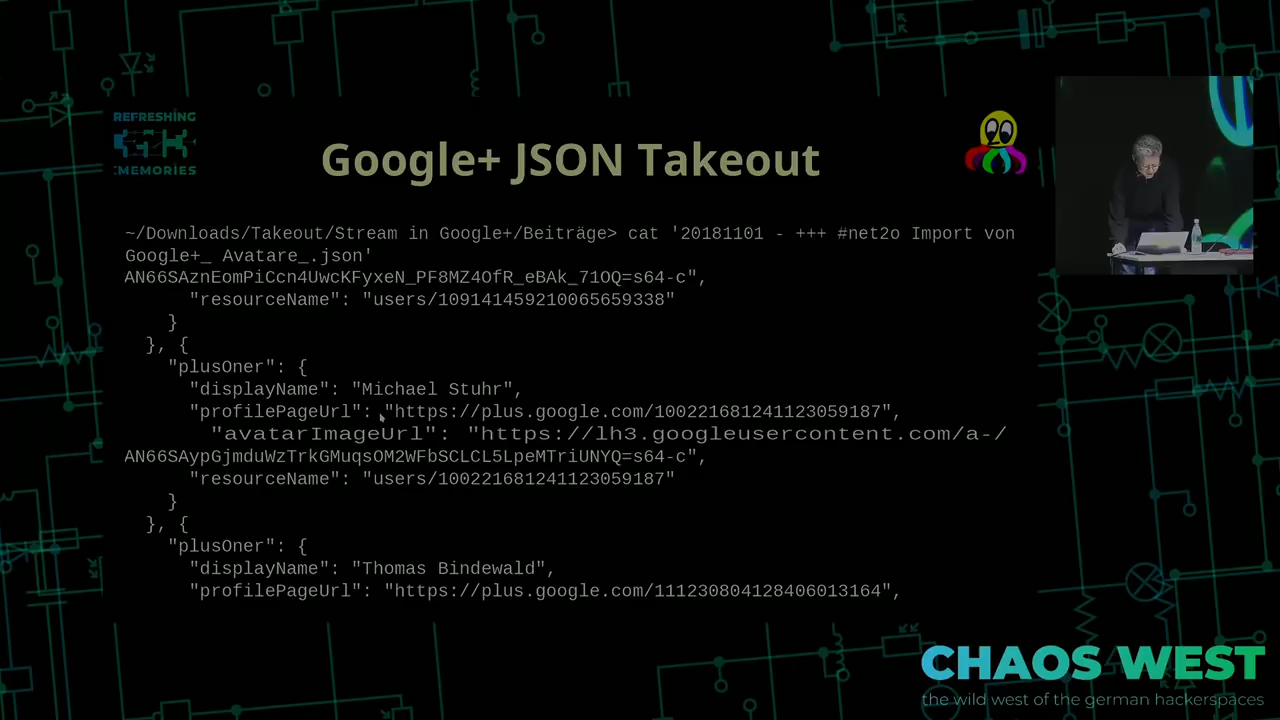 REFRESHING
MEMORIES
Google+ JSON Takeout
~/Downloads/Takeout/Stream in Google+/Beiträge> cat '20181101 - +++ #net2o Import von
Google+_ Avatare_.json'
AN66SAznEomPiCcn4UwcKFyxeN_PF8MZ4OfR_eBAk_71OQ=s64-c",
"resourceName": "users/109141459210065659338"
}
}, {
"plusOner": {
"displayName": "Michael Stuhr",
"profilePageUrl": "https://plus.google.com/100221681241123059187",
"avatarImageUrl": "https://lh3.googleusercontent.com/a-/
AN66SAypGjmduWzTrkGMuqsOM2WFbSCLCL5LpeMTriUNYQ=s64-c",
"resourceName": "users/100221681241123059187"
}
}, {
"plusOner": {
"displayName": "Thomas Bindewald",
"profilePageUrl": "https://plus.google.com/111230804128406013164",
CHAOS WEST
the wild west of the german hackerspaces